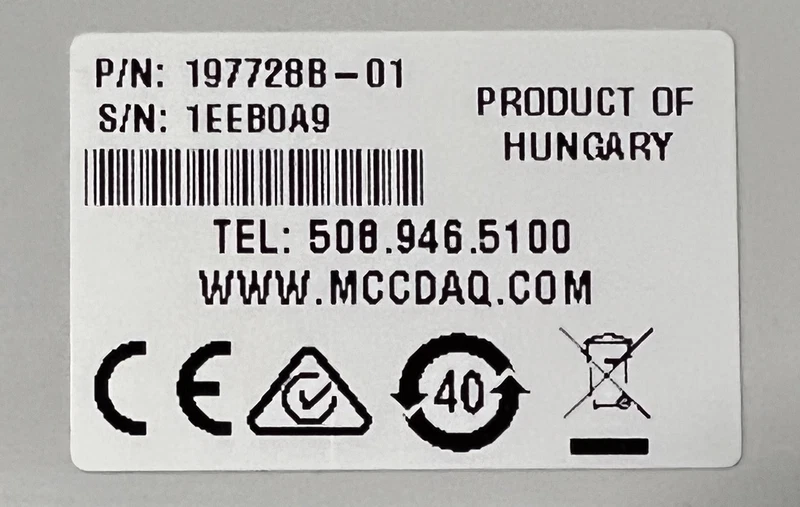 P/N: 197728B-01
S/N: 1EEB0A9
PRODUCT OF
HUNGARY
TEL: 508.946.5100
WWW.MCCDAQ.COM
CE
40